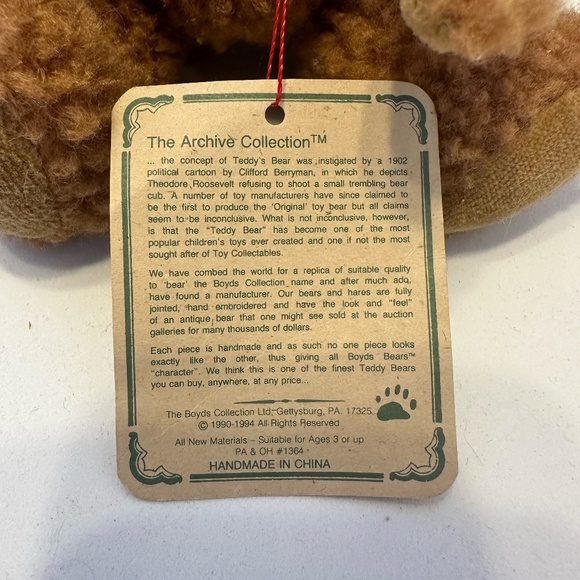 The Archive Collection™
... the concept of Teddy's Bear was instigated by a 1902
political cartoon by Clifford Berryman, in which he depicts
Theodore Roosevelt refusing to shoot a small trembling bear
cub. A number of toy manufacturers have since claimed to
be the first to produce the 'Original' toy bear but all claims
seem to be inconclusive. What is not inconclusive, however,
is that the "Teddy Bear" has become one of the most
popular children's toys ever created and one if not the most
sought after of Toy Collectables.
We have combed the world for a replica of suitable quality
to 'bear' the Boyds Collection name and after much ado,
have found a manufacturer. Our bears and hares are fully
jointed, hand embroidered and have the look and "feel"
of an antique bear that one might see sold at the auction
galleries for many thousands of dollars.
Each piece is handmade and as such no one piece looks
exactly like the other, thus giving all Boyds Bears™
"character". We think this is one of the finest Teddy Bears
you can buy, anywhere, at any price...
The Boyds Collection Ltd, Gettysburg, PA. 17325
© 1990-1994 All Rights Reserved
All New Materials – Suitable for Ages 3 or up
PA & OH #1364
HANDMADE IN CHINA